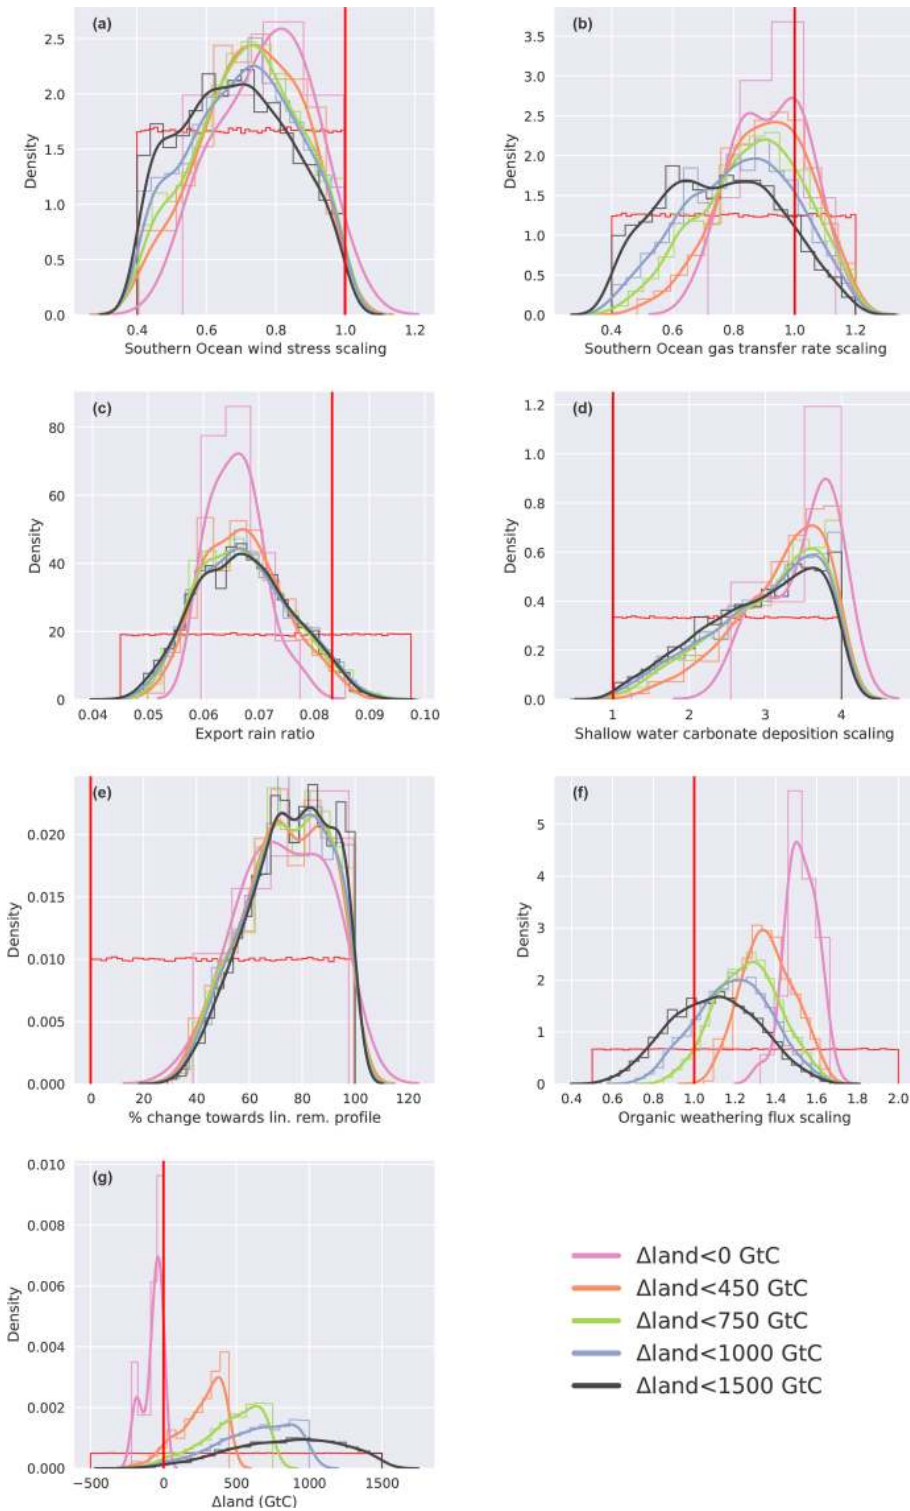 (a)
2.5
2.0
1.5
1.0
0.5
0.0
Density
0.4 0.6 0.8 1.0 1.2
Southern Ocean wind stress scaling
(b)
3.5
3.0
2.5
2.0
1.5
1.0
0.5
0.0
Density
0.4 0.6 0.8 1.0 1.2
Southern Ocean gas transfer rate scaling
(c)
80
60
40
20
0
Density
0.04 0.05 0.06 0.07 0.08 0.09 0.10
Export rain ratio
(d)
1.2
1.0
0.8
0.6
0.4
0.2
0.0
Density
1 2 3 4
Shallow water carbonate deposition scaling
(e)
0.020
0.015
0.010
0.005
0.000
Density
0 20 40 60 80 100 120
% change towards lin. rem. profile
(f)
5
4
3
2
1
0
Density
0.4 0.6 0.8 1.0 1.2 1.4 1.6 1.8 2.0
Organic weathering flux scaling
(g)
0.010
0.008
0.006
0.004
0.002
0.000
Density
−500 0 500 1000 1500
Δland (GtC)
Δland<0 GtC
Δland<450 GtC
Δland<750 GtC
Δland<1000 GtC
Δland<1500 GtC